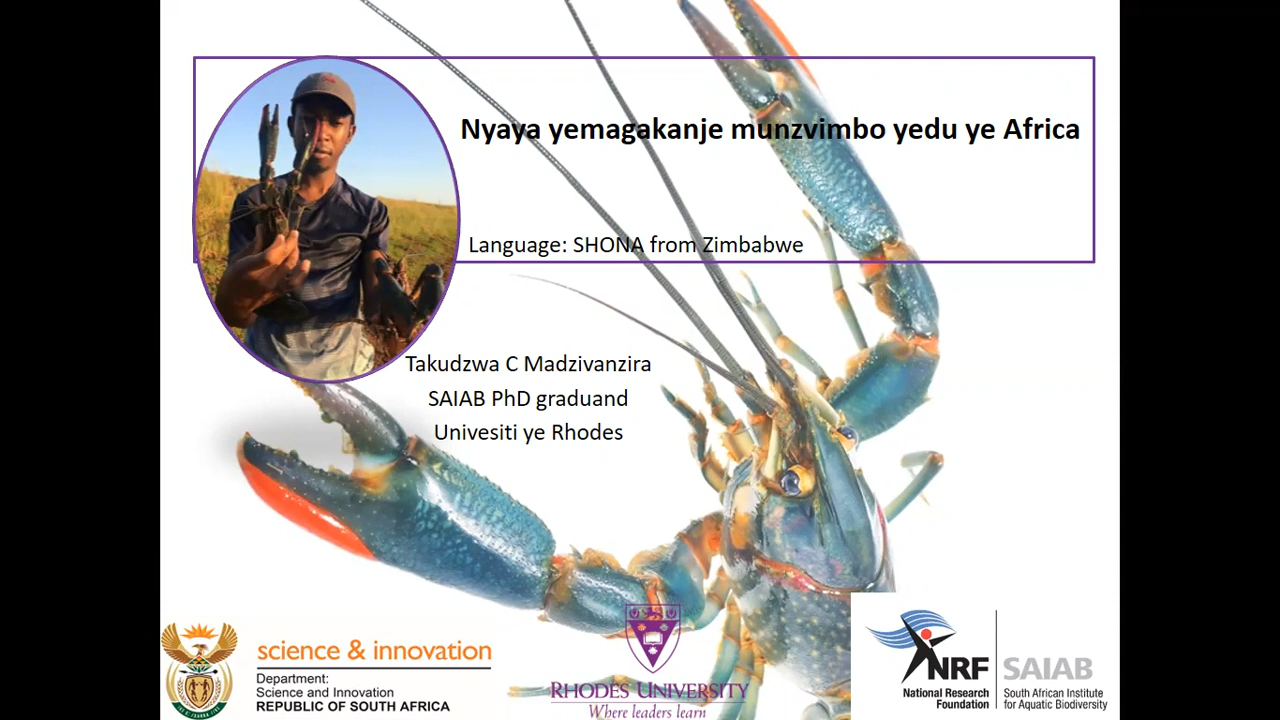 Nyaya yemagakanje munzvimbo yedu ye Africa
Language: SHONA from Zimbabwe
Takudzwa C Madzivanzira
SAIAB PhD graduand
Univesiti ye Rhodes
science & innovation
Department:
Science and Innovation
REPUBLIC OF SOUTH AFRICA
RHODES UNIVERSITY
Where leaders learn
NRF
National Research
Foundation
SAIAB
South African Institute
for Aquatic Biodiversity